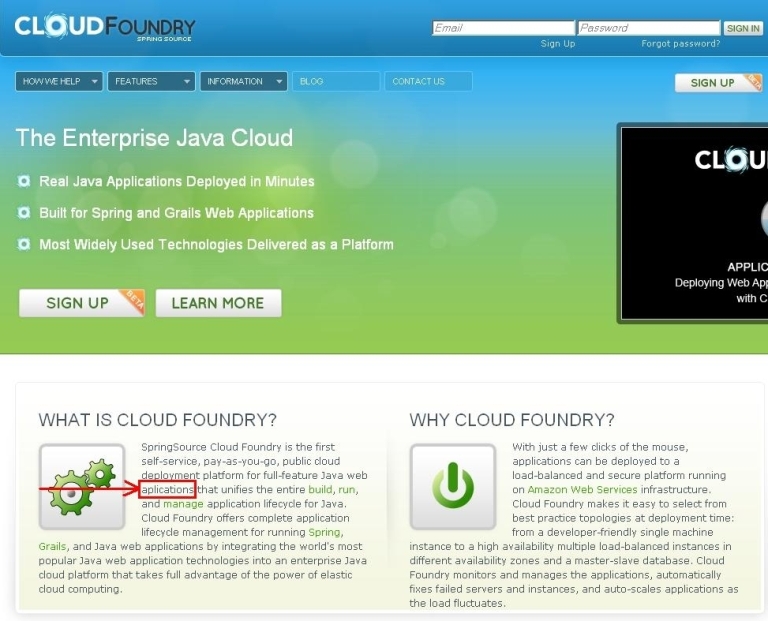 CLOUDFOUNDRY
SPRING SOURCE
Email
Password
SIGN IN
Sign Up
Forgot password?
HOW WE HELP
FEATURES
INFORMATION
BLOG
CONTACT US
SIGN UP
BETA
The Enterprise Java Cloud
Real Java Applications Deployed in Minutes
Built for Spring and Grails Web Applications
Most Widely Used Technologies Delivered as a Platform
SIGN UP
BETA
LEARN MORE
CLOU
APPLIC
Deploying Web App
with C
WHAT IS CLOUD FOUNDRY?
SpringSource Cloud Foundry is the first
self-service, pay-as-you-go, public cloud
deployment platform for full-feature Java web
aplications that unifies the entire build, run,
and manage application lifecycle for Java.
Cloud Foundry offers complete application
lifecycle management for running Spring,
Grails, and Java web applications by integrating the world's most
popular Java web application technologies into an enterprise Java
cloud platform that takes full advantage of the power of elastic
cloud computing.
WHY CLOUD FOUNDRY?
With just a few clicks of the mouse,
applications can be deployed to a
load-balanced and secure platform running
on Amazon Web Services infrastructure.
Cloud Foundry makes it easy to select from
best practice topologies at deployment time:
from a developer-friendly single machine
instance to a high availability multiple load-balanced instances in
different availability zones and a master-slave database. Cloud
Foundry monitors and manages the applications, automatically
fixes failed servers and instances, and auto-scales applications as
the load fluctuates.